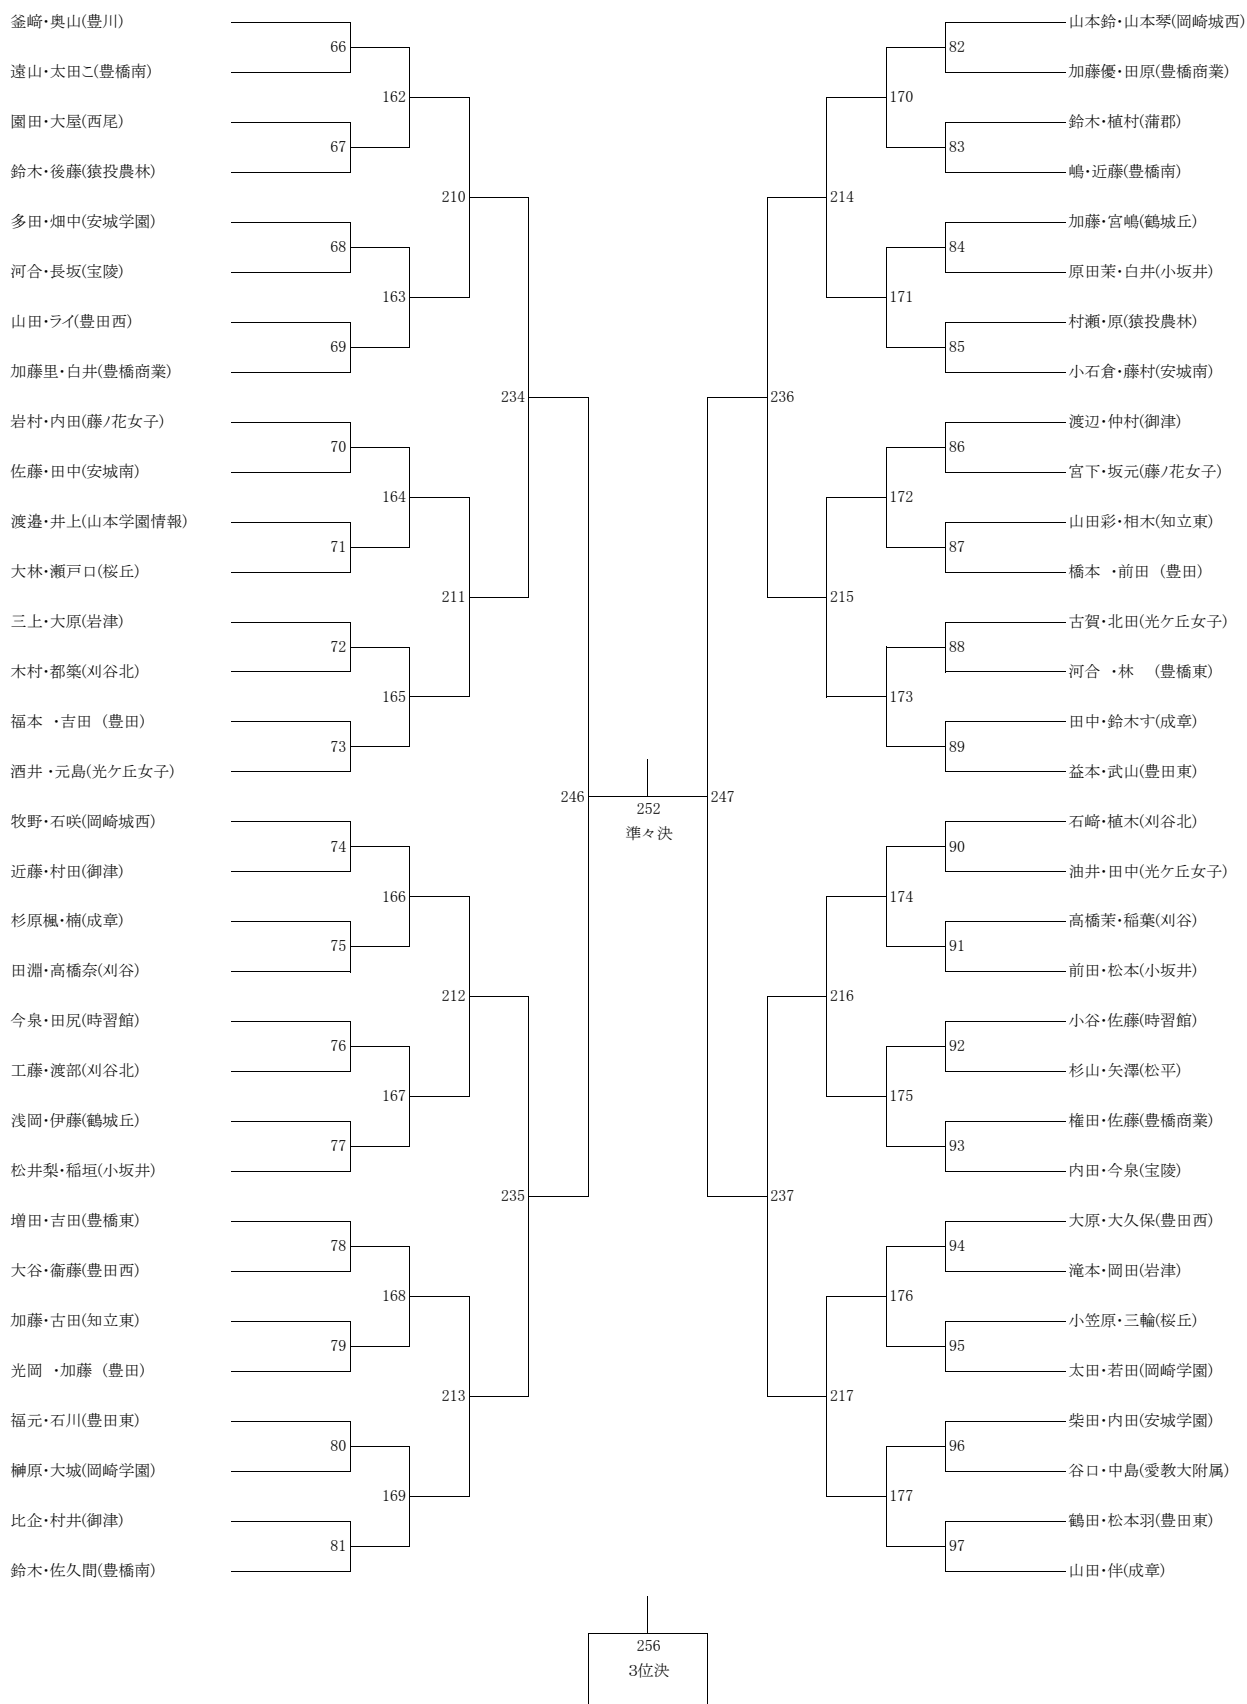 釜﨑・奥山(豊川)
66
遠山・太田こ(豊橋南)
162
園田・大屋(西尾)
67
鈴木・後藤(猿投農林)
210
多田・畑中(安城学園)
68
河合・長坂(宝陵)
163
山田・ライ(豊田西)
69
加藤里・白井(豊橋商業)
234
岩村・内田(藤ノ花女子)
70
佐藤・田中(安城南)
164
渡邉・井上(山本学園情報)
71
大林・瀬戸口(桜丘)
211
三上・大原(岩津)
72
木村・都築(刈谷北)
165
福本 ・吉田 (豊田)
73
酒井 ・元島(光ケ丘女子)
246
牧野・石咲(岡崎城西)
74
近藤・村田(御津)
166
杉原楓・楠(成章)
75
田淵・高橋奈(刈谷)
212
今泉・田尻(時習館)
76
工藤・渡部(刈谷北)
167
浅岡・伊藤(鶴城丘)
77
松井梨・稲垣(小坂井)
235
増田・吉田(豊橋東)
78
大谷・衞藤(豊田西)
168
加藤・古田(知立東)
79
光岡 ・加藤 (豊田)
213
福元・石川(豊田東)
80
榊原・大城(岡崎学園)
169
比企・村井(御津)
81
鈴木・佐久間(豊橋南)
252
準々決
山本鈴・山本琴(岡崎城西)
82
加藤優・田原(豊橋商業)
170
鈴木・植村(蒲郡)
83
嶋・近藤(豊橋南)
214
加藤・宮嶋(鶴城丘)
84
原田茉・白井(小坂井)
171
村瀬・原(猿投農林)
85
小石倉・藤村(安城南)
236
渡辺・仲村(御津)
86
宮下・坂元(藤ノ花女子)
172
山田彩・相木(知立東)
87
橋本 ・前田 (豊田)
215
古賀・北田(光ケ丘女子)
88
河合 ・林 (豊橋東)
173
田中・鈴木す(成章)
89
益本・武山(豊田東)
247
石﨑・植木(刈谷北)
90
油井・田中(光ケ丘女子)
174
高橋茉・稲葉(刈谷)
91
前田・松本(小坂井)
216
小谷・佐藤(時習館)
92
杉山・矢澤(松平)
175
権田・佐藤(豊橋商業)
93
内田・今泉(宝陵)
237
大原・大久保(豊田西)
94
滝本・岡田(岩津)
176
小笠原・三輪(桜丘)
95
太田・若田(岡崎学園)
217
柴田・内田(安城学園)
96
谷口・中島(愛教大附属)
177
鶴田・松本羽(豊田東)
97
山田・伴(成章)
256
3位決